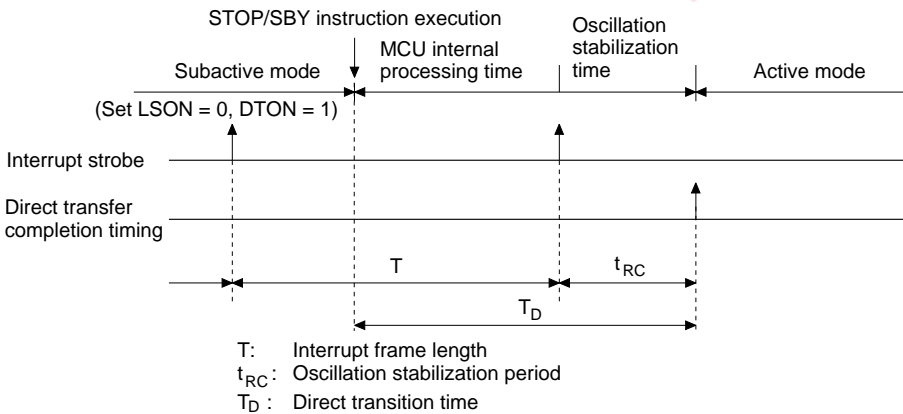 STOP/SBY instruction execution
Oscillation
stabilization
time
MCU internal
processing time
Subactive mode
Active mode
(Set LSON = 0, DTON = 1)
Interrupt strobe
Direct transfer
completion timing
T
tRC
TD
T: Interrupt frame length
tRC : Oscillation stabilization period
TD : Direct transition time